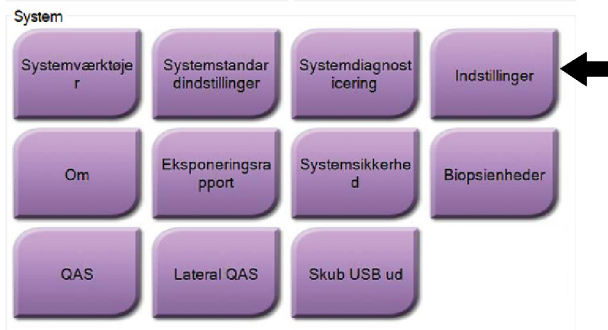 System
Systemværktøje
r
Systemstandar
dindstillinger
Systemdiagnost
icering
Indstillinger
Om
Eksponeringsra
pport
Systemsikkerhe
d
Biopsienheder
QAS
Lateral QAS
Skub USB ud